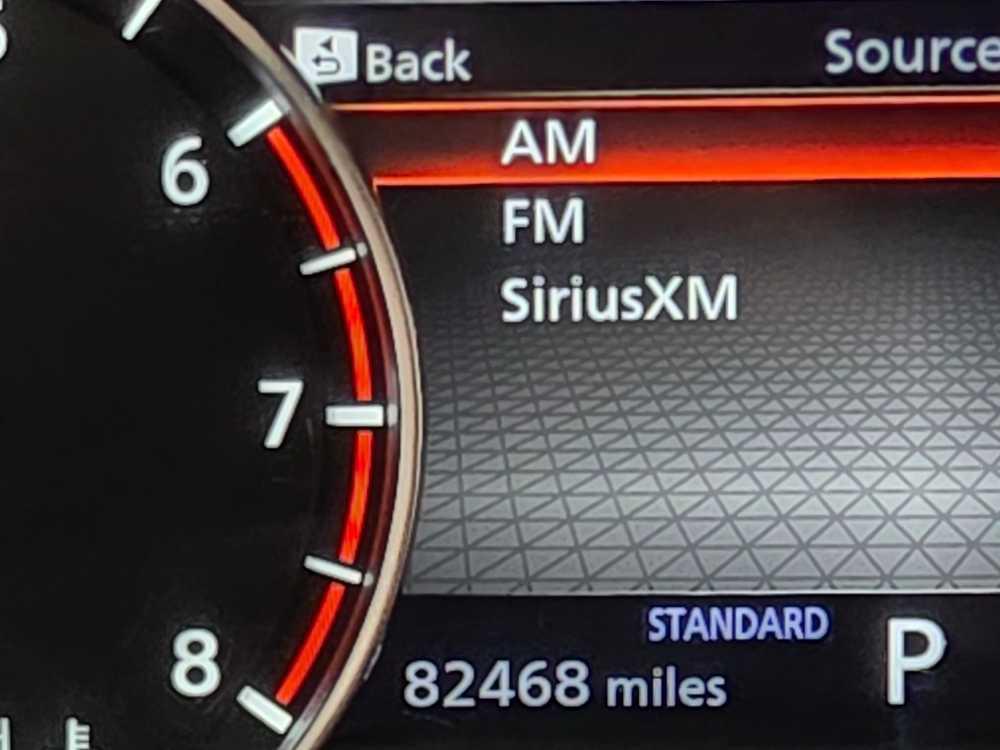 Back
Source
AM
6
FM
SiriusXM
7
STANDARD
8
82468 miles
P